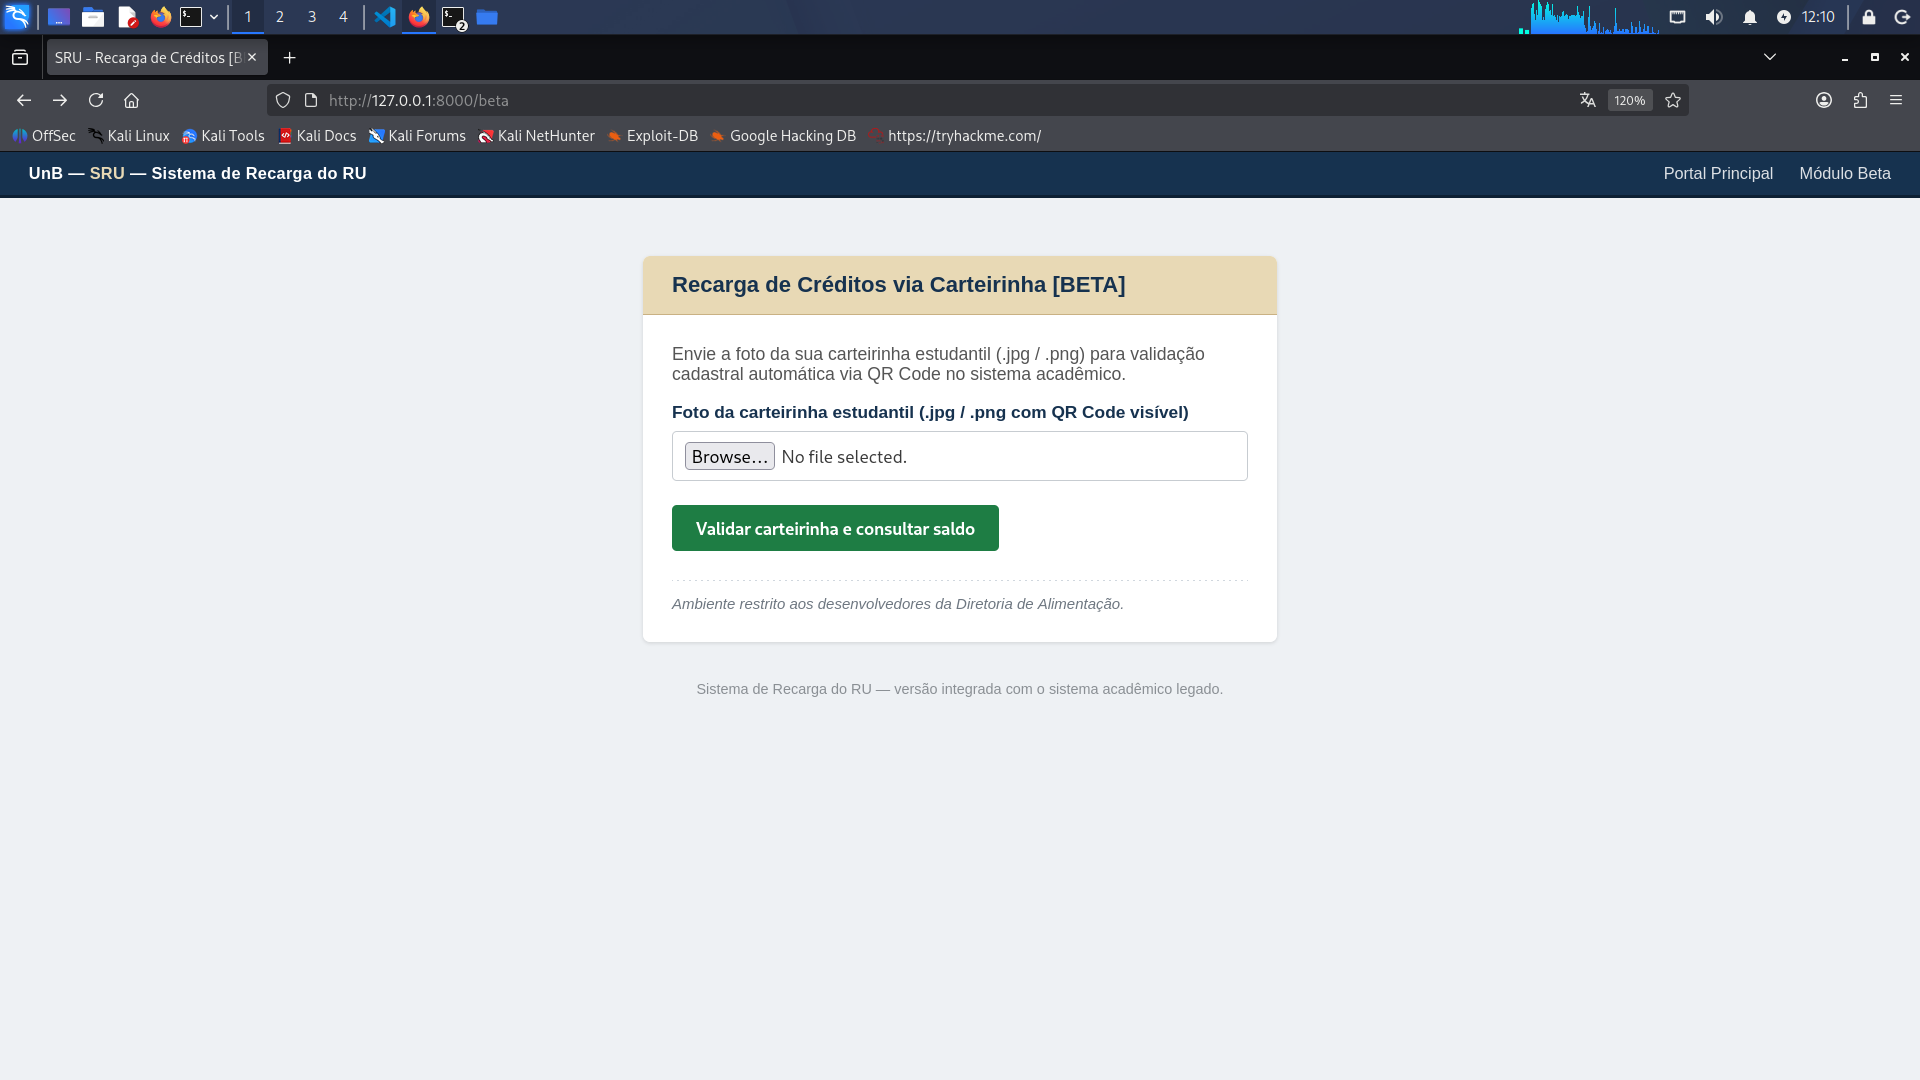 1 2 3 4
2
12:10
SRU - Recarga de Créditos [B
http://127.0.0.1:8000/beta
120%
OffSec Kali Linux Kali Tools Kali Docs Kali Forums Kali NetHunter Exploit-DB Google Hacking DB https://tryhackme.com/
UnB — SRU — Sistema de Recarga do RU
Portal Principal Módulo Beta
Recarga de Créditos via Carteirinha [BETA]
Envie a foto da sua carteirinha estudantil (.jpg / .png) para validação
cadastral automática via QR Code no sistema acadêmico.
Foto da carteirinha estudantil (.jpg / .png com QR Code visível)
Browse... No file selected.
Validar carteirinha e consultar saldo
Ambiente restrito aos desenvolvedores da Diretoria de Alimentação.
Sistema de Recarga do RU — versão integrada com o sistema acadêmico legado.